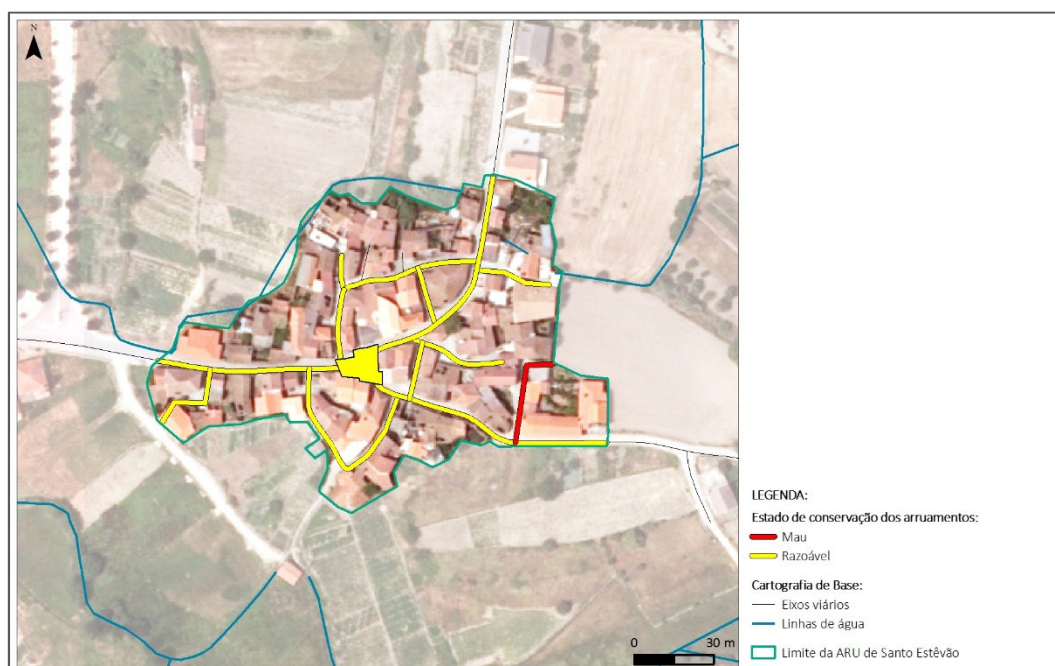 N
LEGENDA:
Estado de conservação dos arruamentos:
Mau
Razoável
Cartografia de Base:
Eixos viários
Linhas de água
Limite da ARU de Santo Estêvão
0 30 m